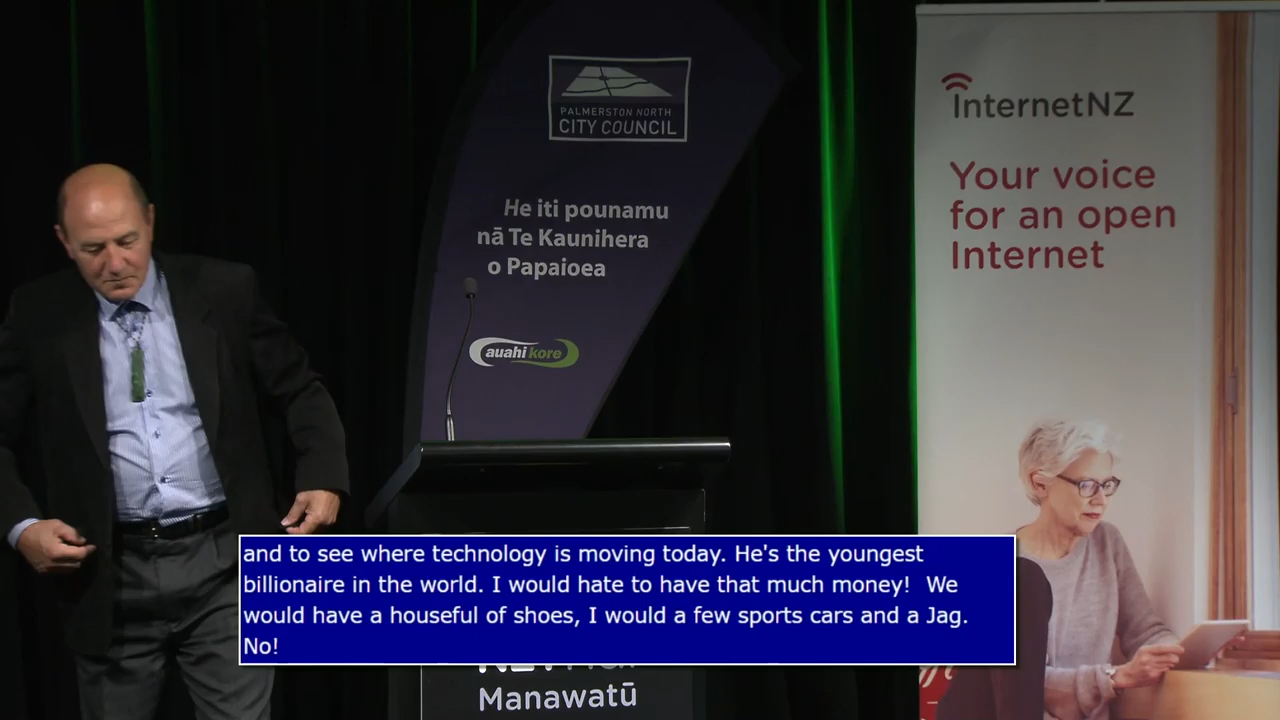 PALMERSTON NORTH
CITY COUNCIL
He iti pounamu
nā Te Kaunihera
o Papaioea
auahi kore
InternetNZ
Your voice
for an open
Internet
and to see where technology is moving today. He's the youngest
billionaire in the world. I would hate to have that much money!  We
would have a houseful of shoes, I would a few sports cars and a Jag.
No!
Manawatū